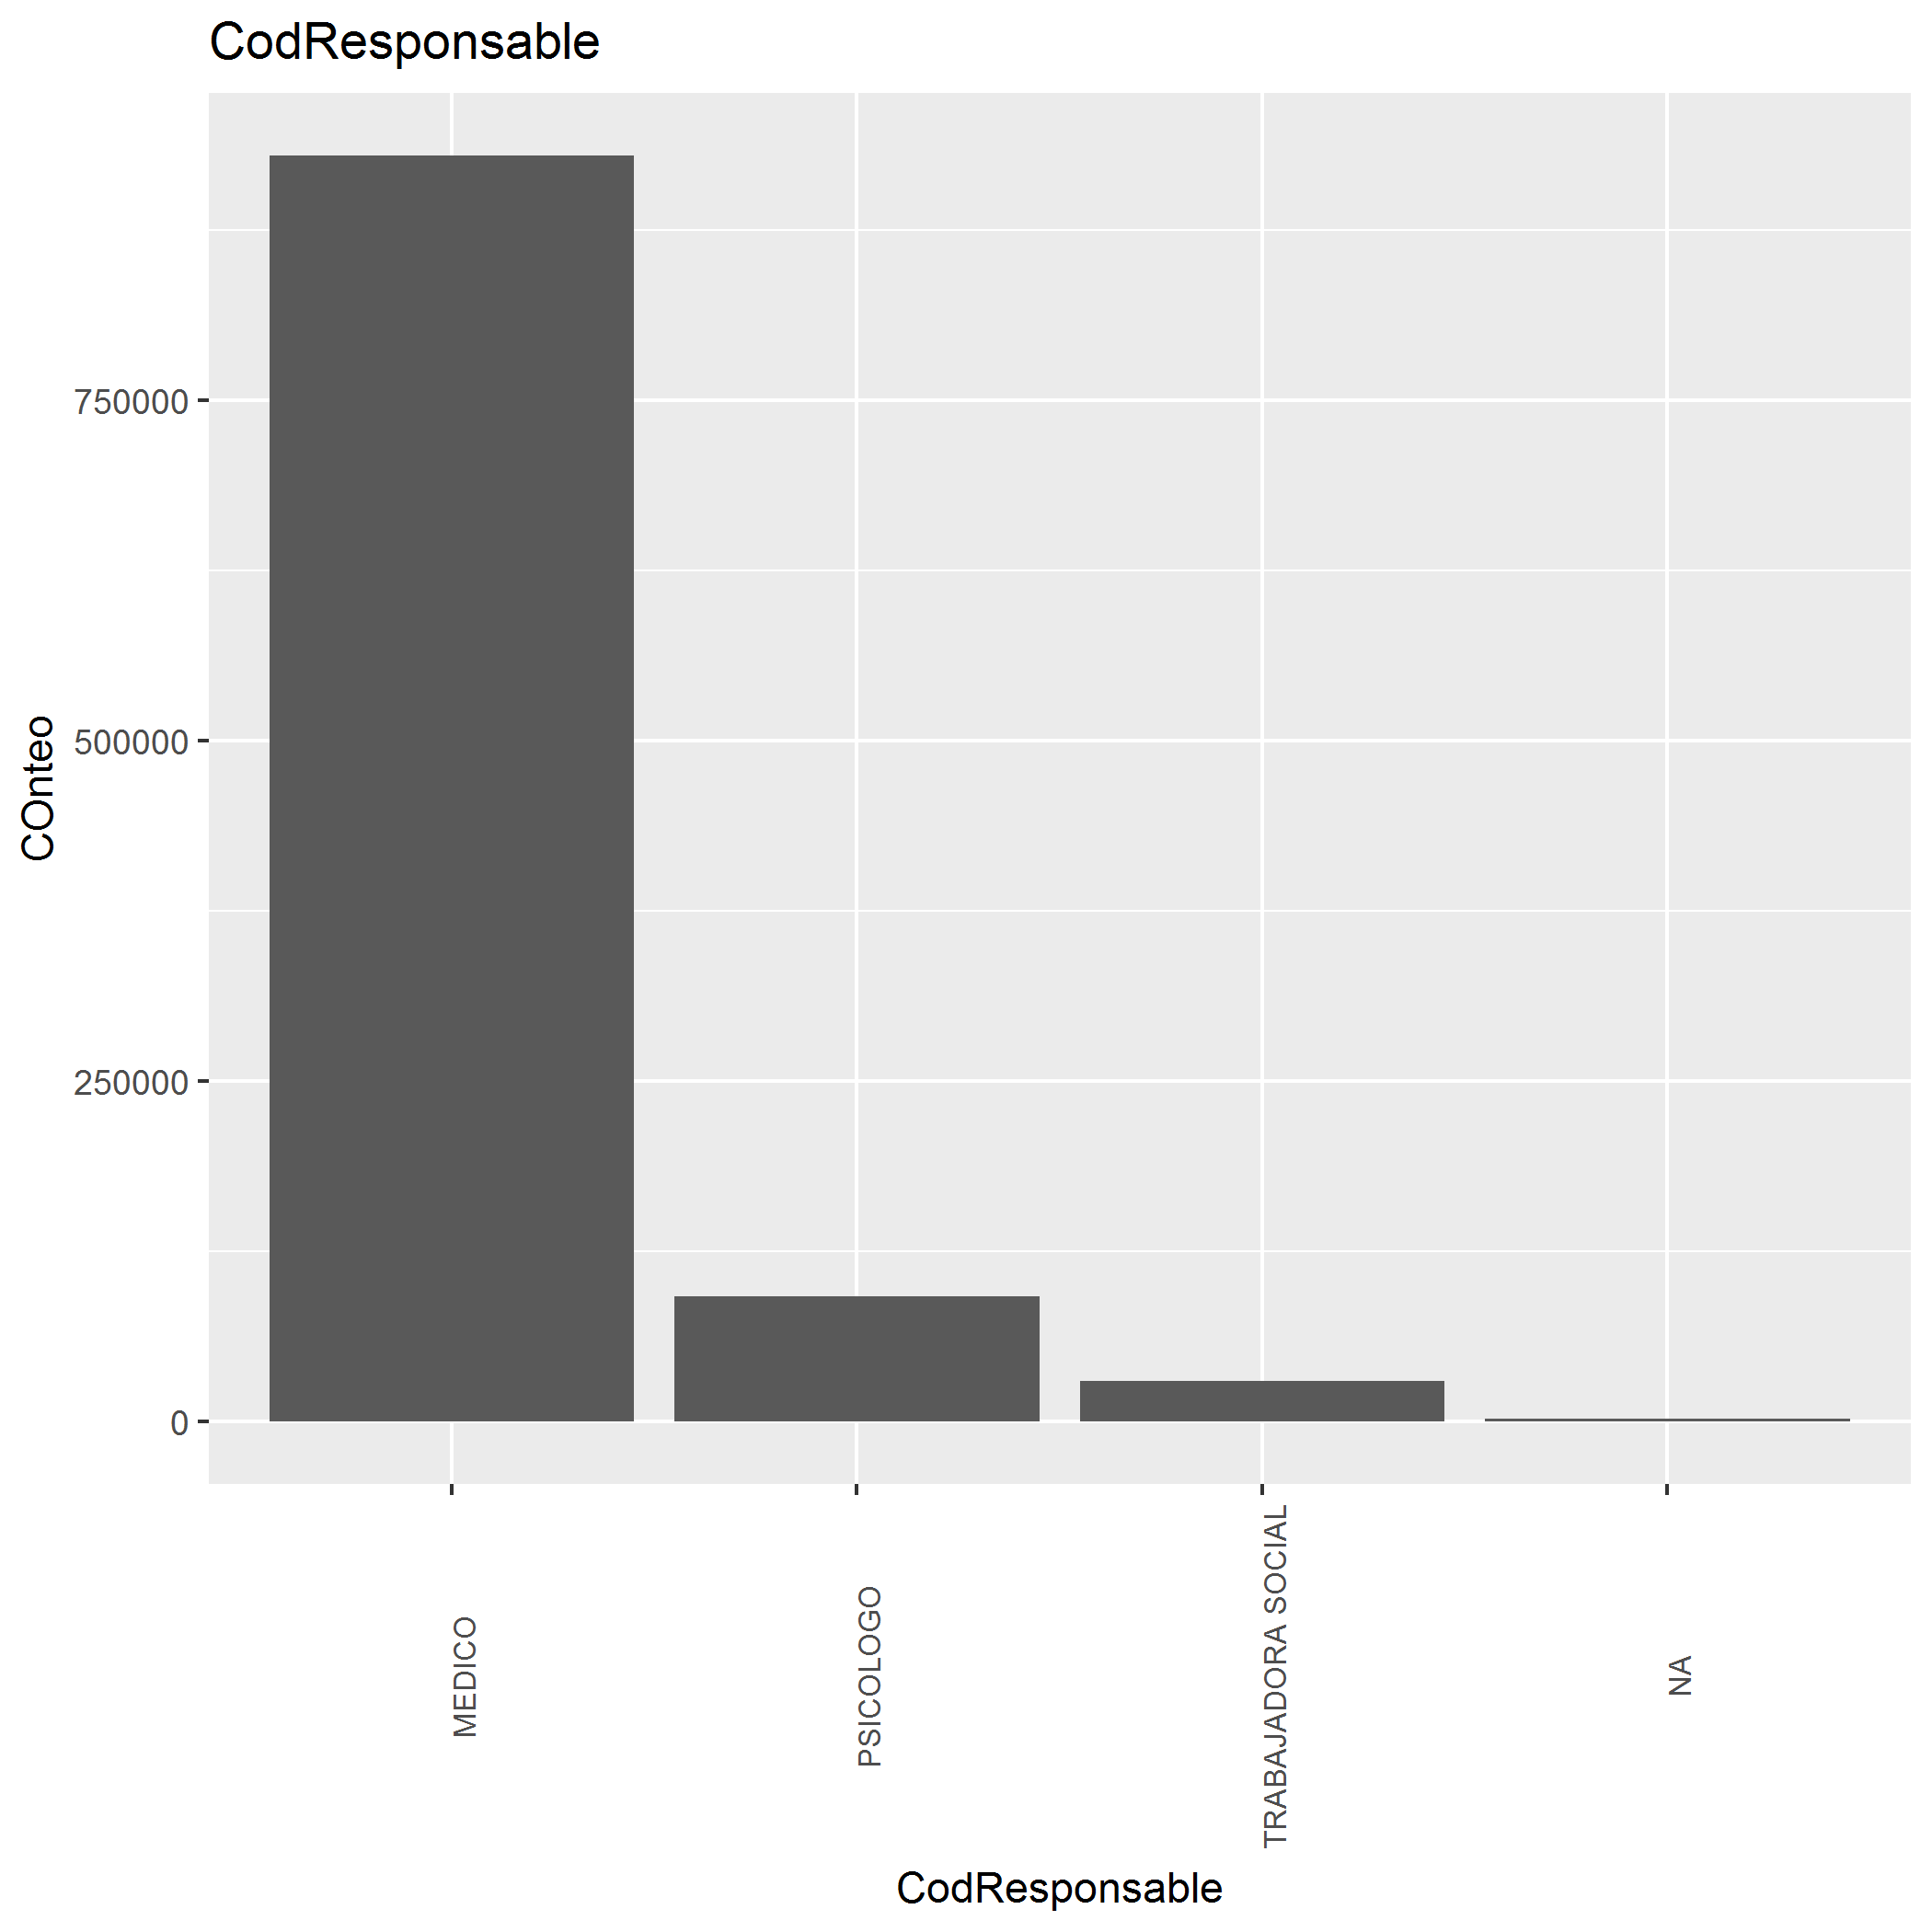 CodResponsable
COnteo
750000
500000
250000
0
MEDICO
PSICOLOGO
TRABAJADORA SOCIAL
NA
CodResponsable